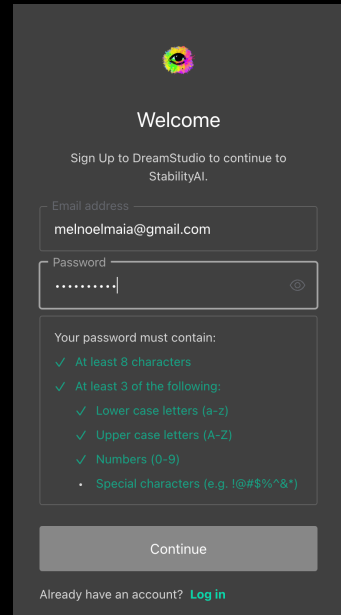 Welcome
Sign Up to DreamStudio to continue to
StabilityAI.
Email address
melnoelmaia@gmail.com
Password
••••••••••
Your password must contain:
✓ At least 8 characters
✓ At least 3 of the following:
✓ Lower case letters (a-z)
✓ Upper case letters (A-Z)
✓ Numbers (0-9)
• Special characters (e.g. !@#$%^&*)
Continue
Already have an account? Log in